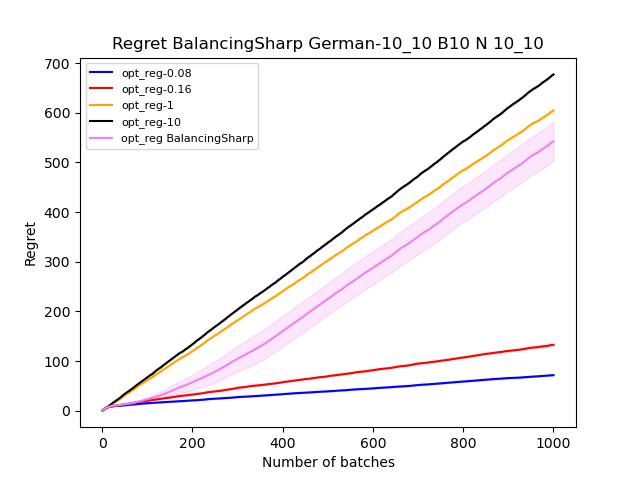 Regret BalancingSharp German-10_10 B10 N 10_10
700
600
500
400
300
200
100
0
Regret
opt_reg-0.08
opt_reg-0.16
opt_reg-1
opt_reg-10
opt_reg BalancingSharp
0 200 400 600 800 1000
Number of batches